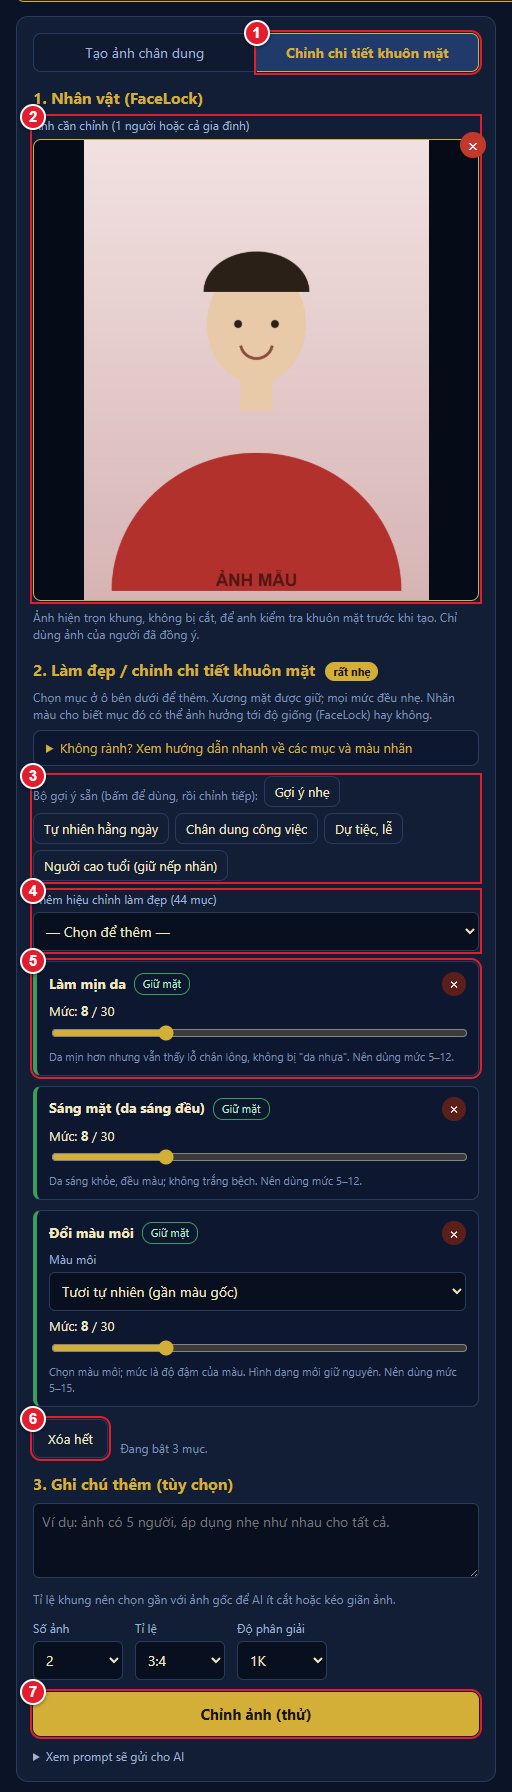 1
Tạo ảnh chân dung
Chỉnh chi tiết khuôn mặt
1. Nhân vật (FaceLock)
2
cần chỉnh (1 người hoặc cả gia đình)
×
ẢNH MẪU
Ảnh hiện trọn khung, không bị cắt, để anh kiểm tra khuôn mặt trước khi tạo. Chỉ
dùng ảnh của người đã đồng ý.
2. Làm đẹp / chỉnh chi tiết khuôn mặt rất nhẹ
Chọn mục ở ô bên dưới để thêm. Xương mặt được giữ; mọi mức đều nhẹ. Nhãn
màu cho biết mục đó có thể ảnh hưởng tới độ giống (FaceLock) hay không.
▶ Không rành? Xem hướng dẫn nhanh về các mục và màu nhãn
3
Bộ gợi ý sẵn (bấm để dùng, rồi chỉnh tiếp): Gợi ý nhẹ
Tự nhiên hằng ngày Chân dung công việc Dự tiệc, lễ
Người cao tuổi (giữ nếp nhăn)
4
hiệu chỉnh làm đẹp (44 mục)
— Chọn để thêm —
5
Làm mịn da Giữ mặt ×
Mức: 8 / 30
Da mịn hơn nhưng vẫn thấy lỗ chân lông, không bị "da nhựa". Nên dùng mức 5–12.
Sáng mặt (da sáng đều) Giữ mặt ×
Mức: 8 / 30
Da sáng khỏe, đều màu; không trắng bệch. Nên dùng mức 5–12.
Đổi màu môi Giữ mặt ×
Màu môi
Tươi tự nhiên (gần màu gốc)
Mức: 8 / 30
Chọn màu môi; mức là độ đậm của màu. Hình dạng môi giữ nguyên. Nên dùng mức
5–15.
6
Xóa hết Đang bật 3 mục.
3. Ghi chú thêm (tùy chọn)
Ví dụ: ảnh có 5 người, áp dụng nhẹ như nhau cho tất cả.
Tỉ lệ khung nên chọn gần với ảnh gốc để AI ít cắt hoặc kéo giãn ảnh.
Số ảnh Tỉ lệ Độ phân giải
2 3:4 1K
7
Chỉnh ảnh (thử)
▶ Xem prompt sẽ gửi cho AI